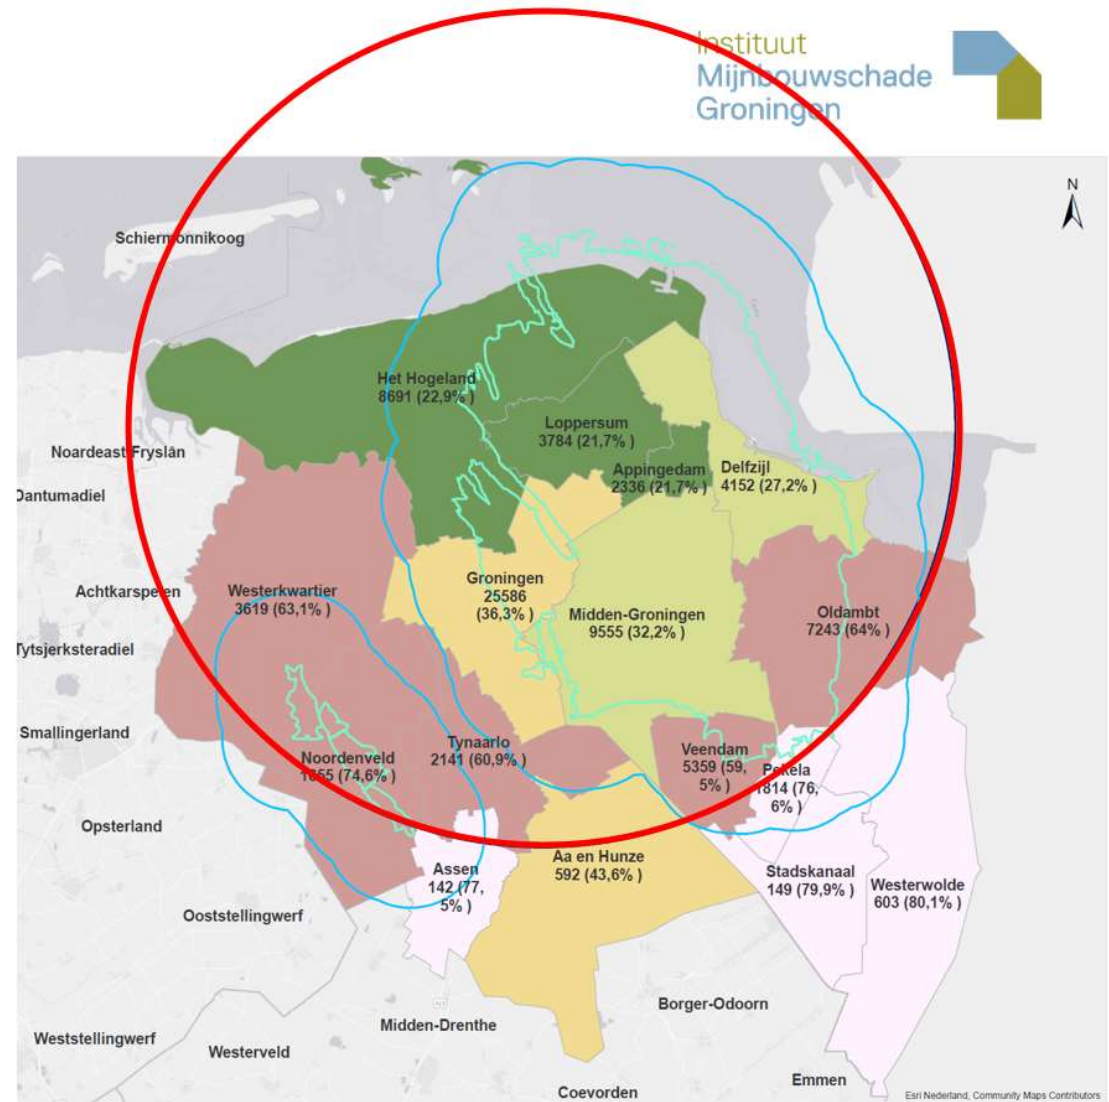 Instituut
Mijnbouwschade
Groningen
N
Schiermonnikoog
Het Hogeland
8691 (22,9% )
Loppersum
3784 (21,7% )
Noardeast Fryslân
Appingedam
2336 (21,7% )
Delfzijl
4152 (27,2% )
Dantumadiel
Achtkarspelen
Westerkwartier
3619 (63,1% )
Groningen
25586
(36,3% )
Midden-Groningen
9555 (32,2% )
Oldambt
7243 (64% )
Tytsjerksteradiel
Smallingerland
Noordenveld
(74,6% )
Tynaarlo
2141 (60,9% )
Veendam
5359 (59,
5% )
Pekela
1814 (76,
6% )
Opsterland
Assen
142 (77,
5% )
Aa en Hunze
592 (43,6% )
Stadskanaal
149 (79,9% )
Westerwolde
603 (80,1% )
Ooststellingwerf
Borger-Odoorn
Midden-Drenthe
Weststellingwerf
Westerveld
Emmen
Coevorden
Esri Nederland, Community Maps Contributors